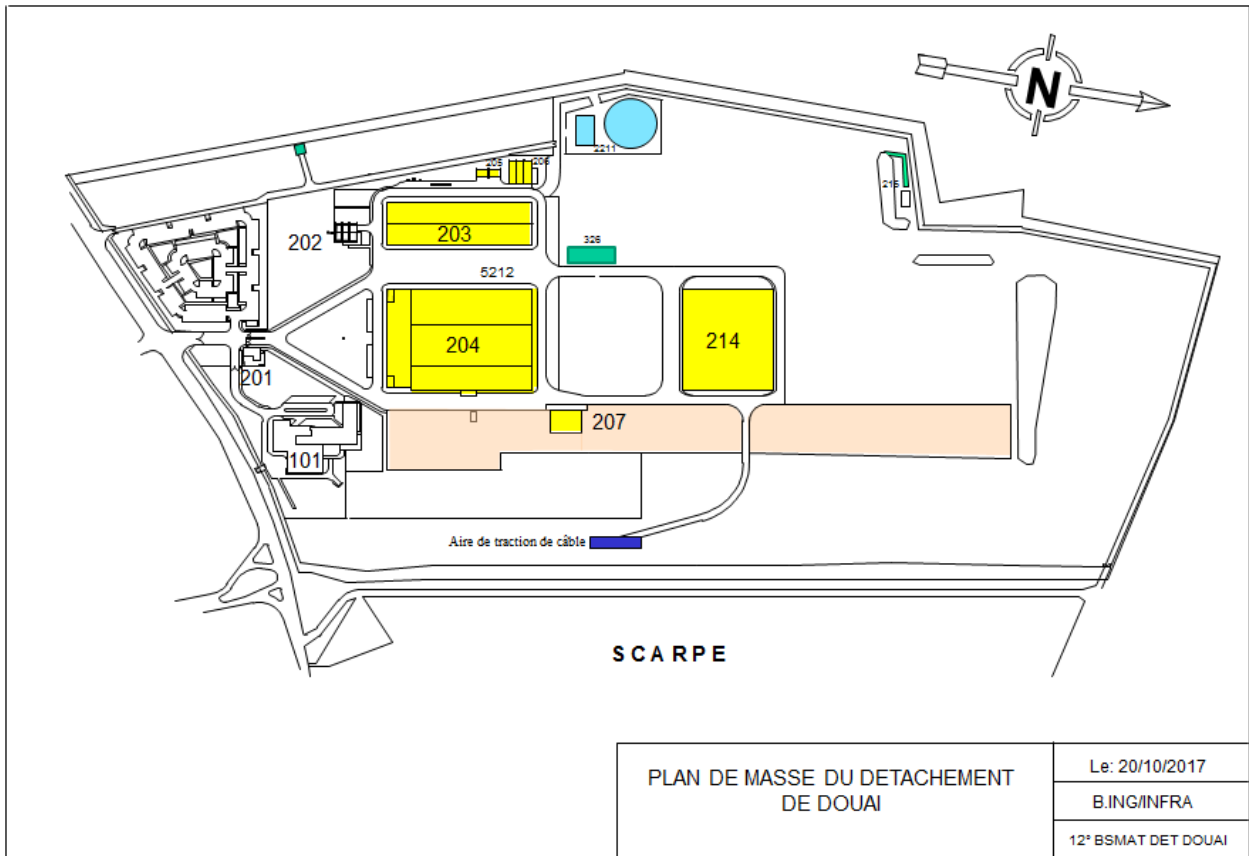 N
2211
205
206
215
202
203
326
5212
204
214
201
207
101
Aire de traction de câble
SCARPE
PLAN DE MASSE DU DETACHEMENT
DE DOUAI
Le: 20/10/2017
B.ING/INFRA
12° BSMAT DET DOUAI